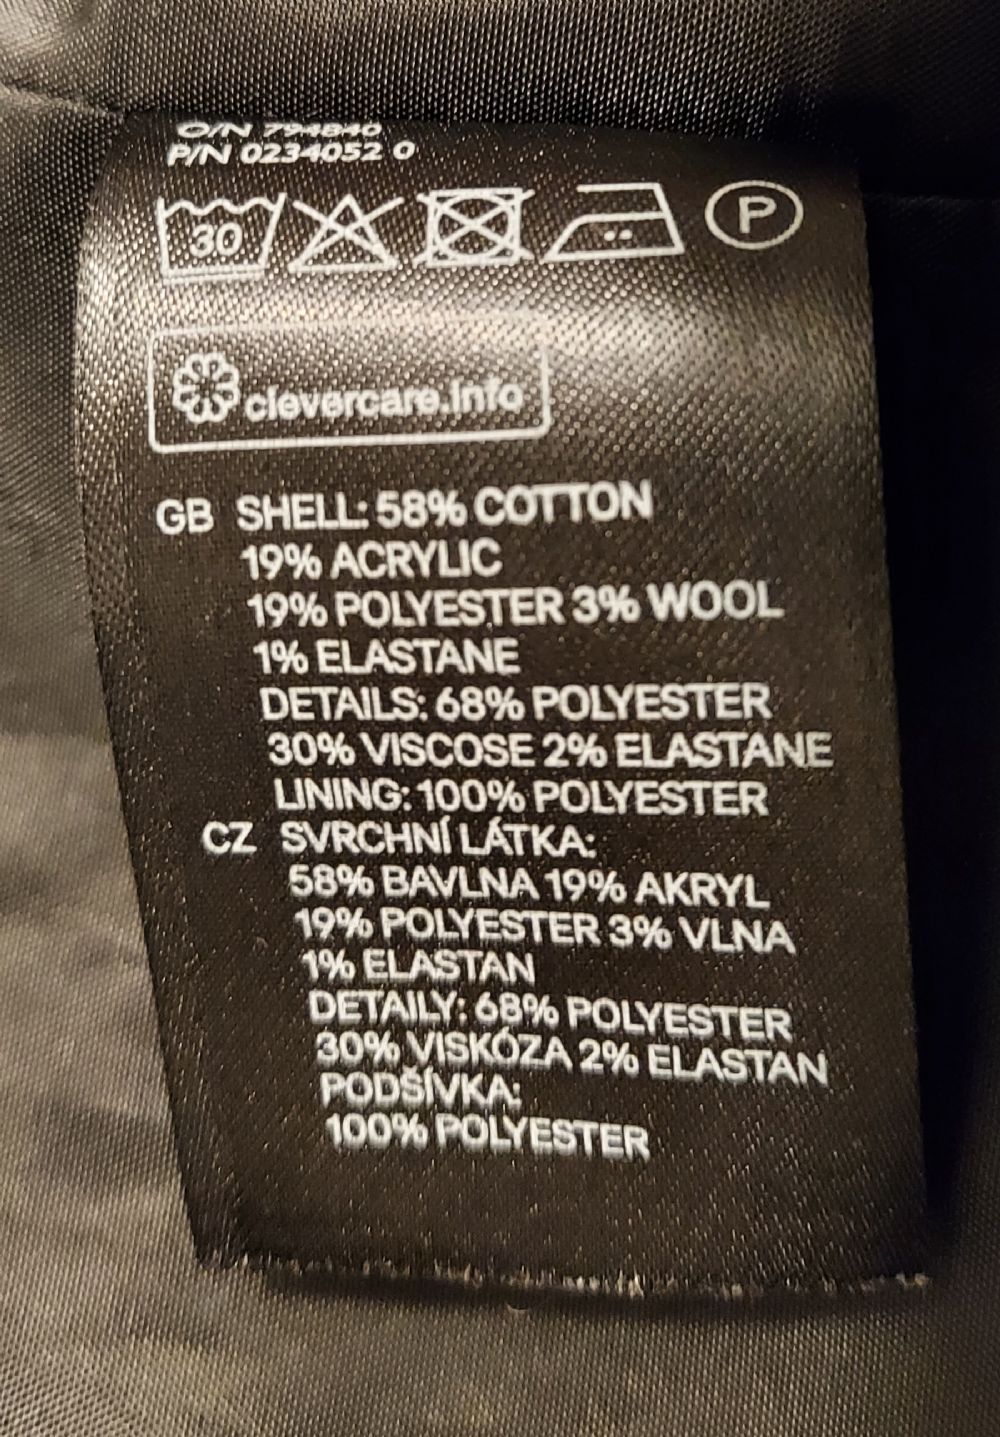 O/N 794840
P/N 0234052 0
30 P
clevercare.info
GB SHELL: 58% COTTON
19% ACRYLIC
19% POLYESTER 3% WOOL
1% ELASTANE
DETAILS: 68% POLYESTER
30% VISCOSE 2% ELASTANE
LINING: 100% POLYESTER
CZ SVRCHNÍ LÁTKA:
58% BAVLNA 19% AKRYL
19% POLYESTER 3% VLNA
1% ELASTAN
DETAILY: 68% POLYESTER
30% VISKÓZA 2% ELASTAN
PODŠÍVKA:
100% POLYESTER